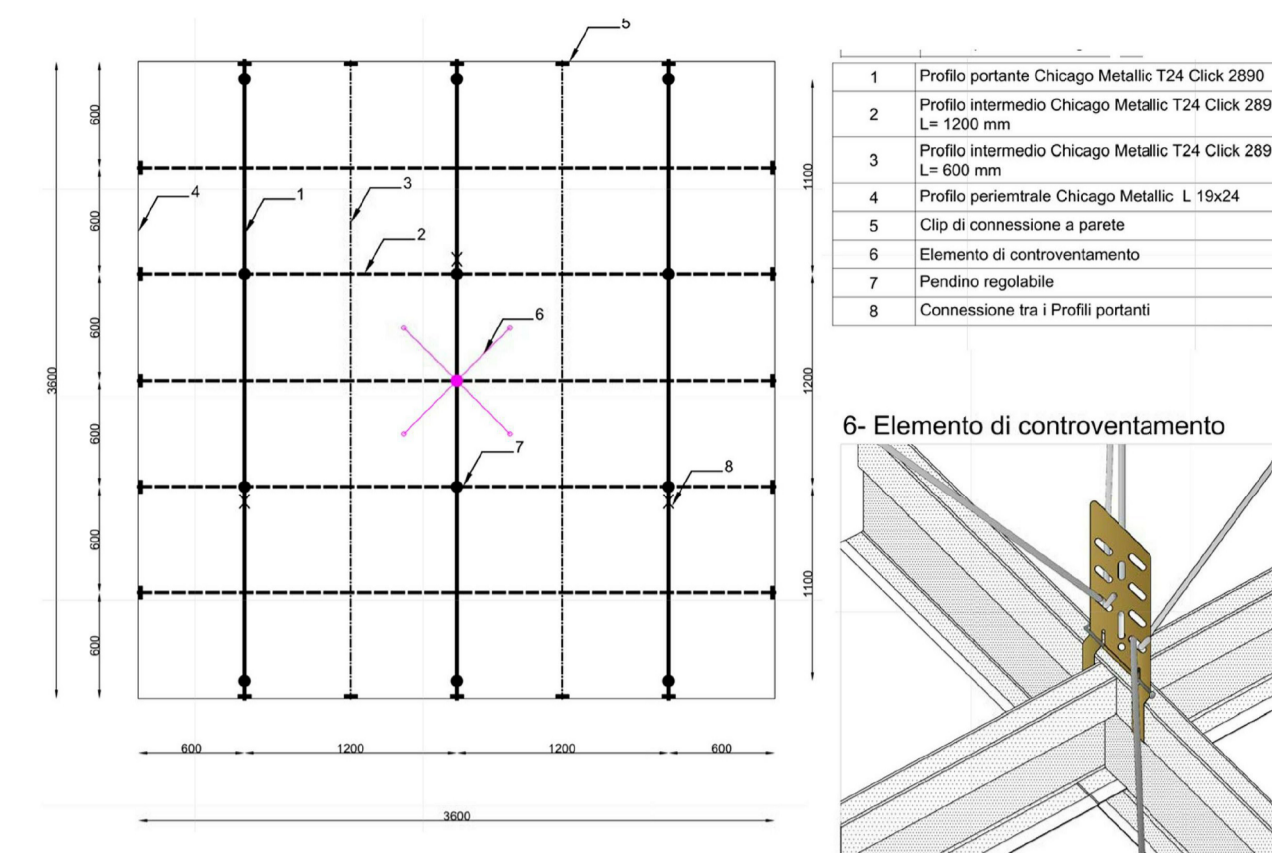 5
600
600
600
600
600
600
3600
4
1
3
2
6
7
8
1100
1200
1100
600
1200
1200
600
3600
1 Profilo portante Chicago Metallic T24 Click 2890
2 Profilo intermedio Chicago Metallic T24 Click 289
L= 1200 mm
3 Profilo intermedio Chicago Metallic T24 Click 289
L= 600 mm
4 Profilo periemtrale Chicago Metallic L 19x24
5 Clip di connessione a parete
6 Elemento di controventamento
7 Pendino regolabile
8 Connessione tra i Profili portanti
6- Elemento di controventamento